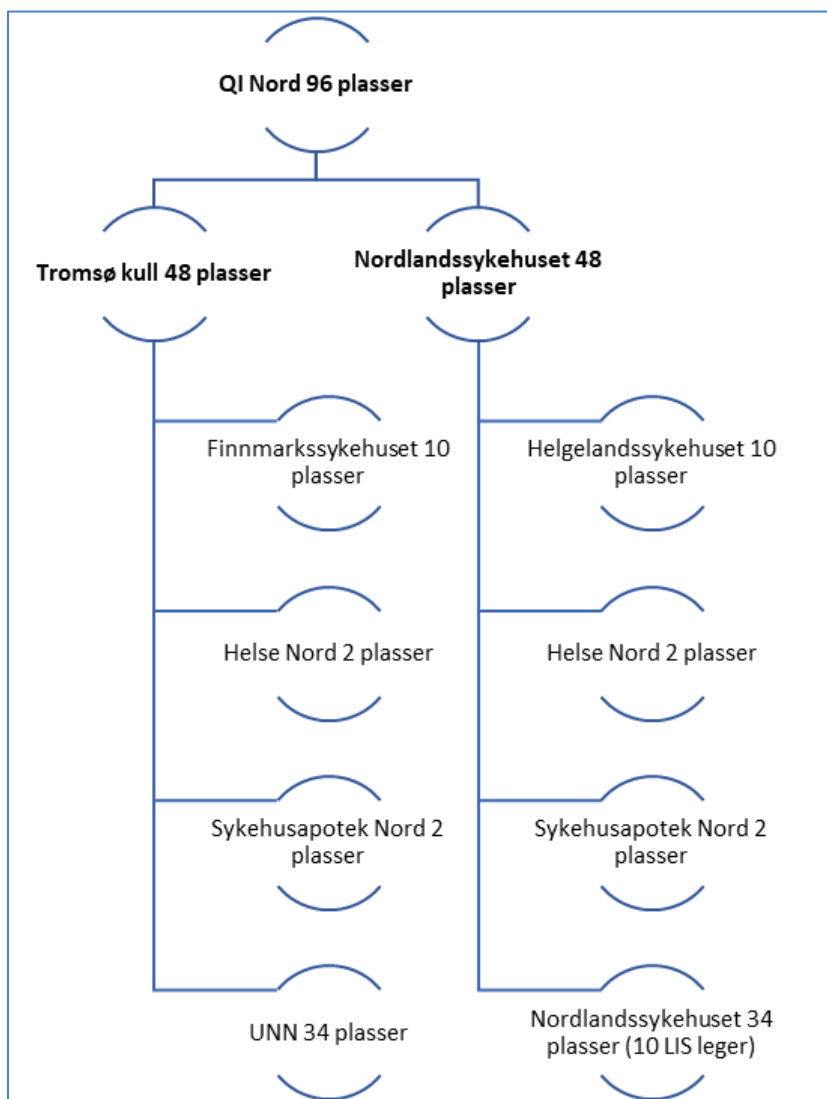 QI Nord 96 plasser
Tromsø kull 48 plasser
Nordlandssykehuset 48
plasser
Finnmarkssykehuset 10
plasser
Helse Nord 2 plasser
Sykehusapotek Nord 2
plasser
UNN 34 plasser
Helgelandssykehuset 10
plasser
Helse Nord 2 plasser
Sykehusapotek Nord 2
plasser
Nordlandssykehuset 34
plasser (10 LIS leger)